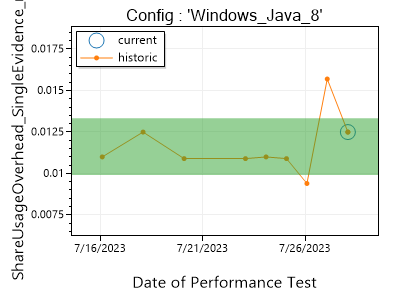 Config : 'Windows_Java_8'
current
historic
0.0175
0.015
0.0125
0.01
0.0075
7/16/2023
7/21/2023
7/26/2023
Date of Performance Test
ShareUsageOverhead_SingleEvidence_